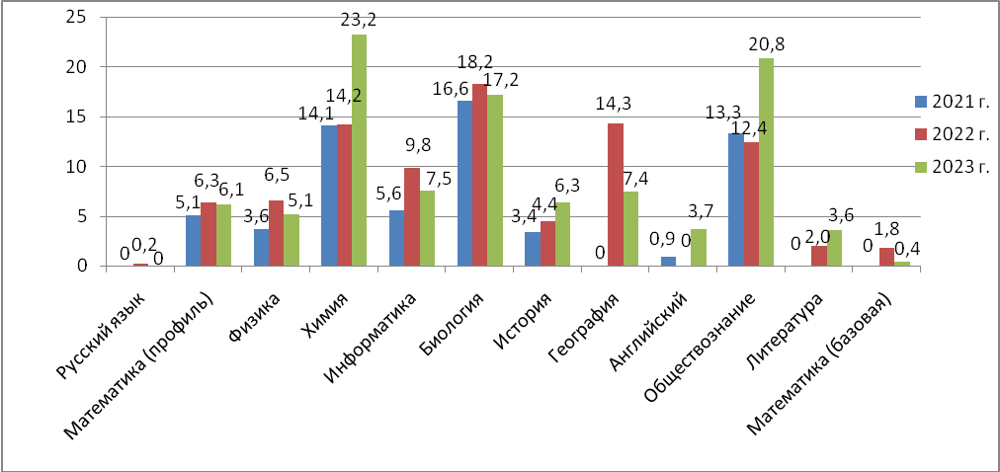 25
20
15
10
5
0
0
0,2
0
5,1
6,3
6,1
3,6
6,5
5,1
14,1
14,2
23,2
5,6
9,8
7,5
16,6
18,2
17,2
3,4
4,4
6,3
0
14,3
7,4
0,9
0
3,7
13,3
12,4
20,8
0
2,0
3,6
0
1,8
0,4
Русский язык
Математика (профиль)
Физика
Химия
Информатика
Биология
История
География
Английский
Обществознание
Литература
Математика (базовая)
2021 г.
2022 г.
2023 г.